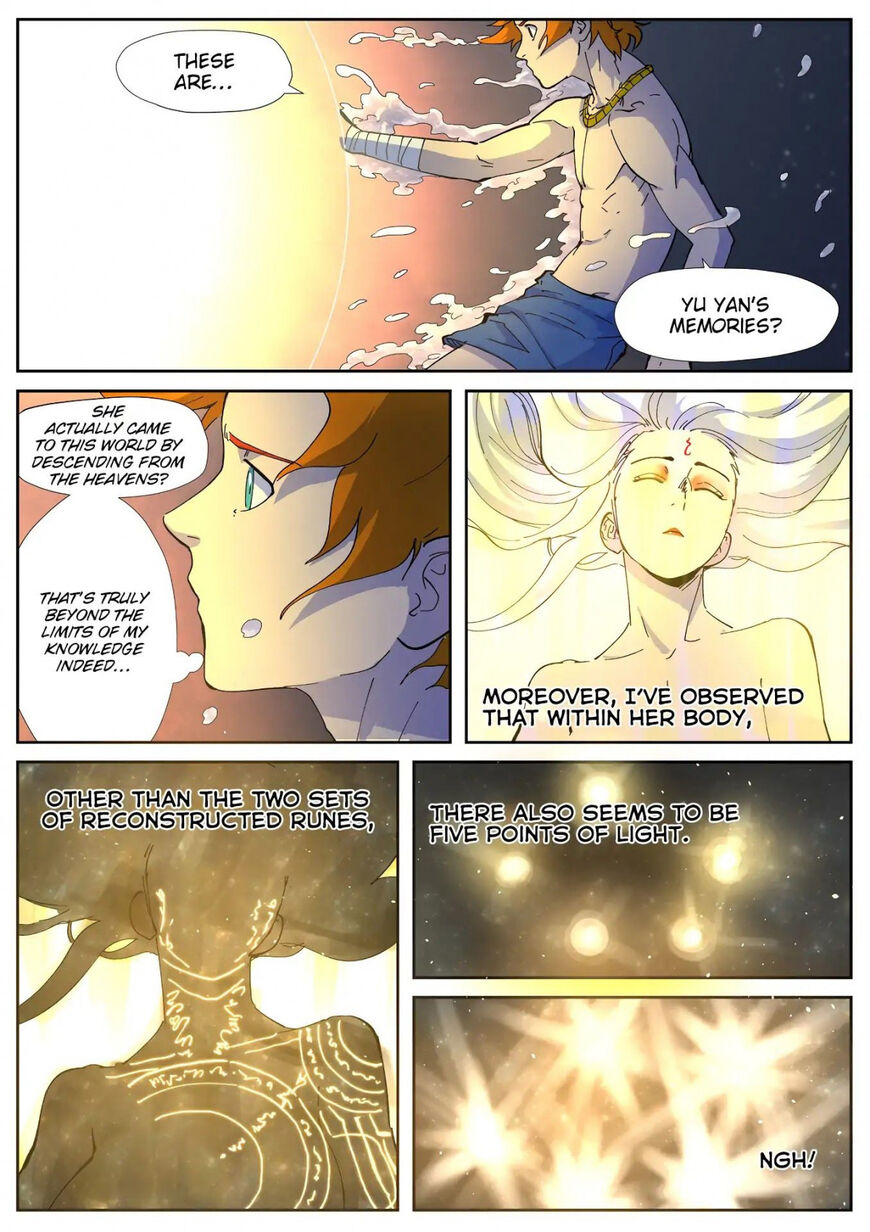 THESE
ARE...
YU YAN'S
MEMORIES?
SHE
ACTUALLY CAME
TO THIS WORLD BY
DESCENDING FROM
THE HEAVENS?
THAT'S TRULY
BEYOND THE
LIMITS OF MY
KNOWLEDGE
INDEED...
MOREOVER, I'VE OBSERVED
THAT WITHIN HER BODY,
OTHER THAN THE TWO SETS
OF RECONSTRUCTED RUNES,
THERE ALSO SEEMS TO BE
FIVE POINTS OF LIGHT.
NGH!